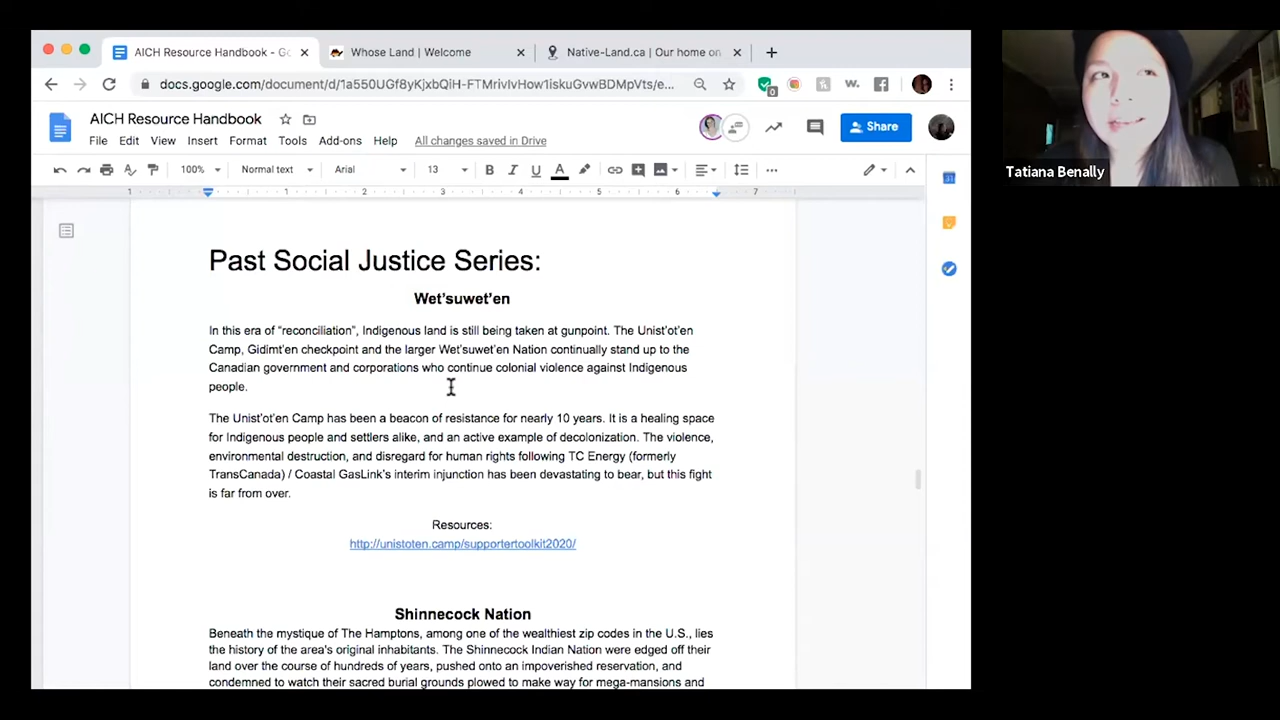 AICH Resource Handbook - Go
Whose Land | Welcome
Native-Land.ca | Our home on
docs.google.com/document/d/1a550UGf8yKjxbQiH-FTMrivIvHow1iskuGvwBDMpVts/e...
AICH Resource Handbook
Share
File Edit View Insert Format Tools Add-ons Help All changes saved in Drive
100% Normal text Arial 13 B I U A
1 1 2 3 4 5 6 7
Past Social Justice Series:
Wet’suwet’en
In this era of “reconciliation”, Indigenous land is still being taken at gunpoint. The Unist’ot’en
Camp, Gidimt’en checkpoint and the larger Wet’suwet’en Nation continually stand up to the
Canadian government and corporations who continue colonial violence against Indigenous
people.
The Unist’ot’en Camp has been a beacon of resistance for nearly 10 years. It is a healing space
for Indigenous people and settlers alike, and an active example of decolonization. The violence,
environmental destruction, and disregard for human rights following TC Energy (formerly
TransCanada) / Coastal GasLink’s interim injunction has been devastating to bear, but this fight
is far from over.
Resources:
http://unistoten.camp/supportertoolkit2020/
Shinnecock Nation
Beneath the mystique of The Hamptons, among one of the wealthiest zip codes in the U.S., lies
the history of the area's original inhabitants. The Shinnecock Indian Nation were edged off their
land over the course of hundreds of years, pushed onto an impoverished reservation, and
condemned to watch their sacred burial grounds plowed to make way for mega-mansions and
Tatiana Benally